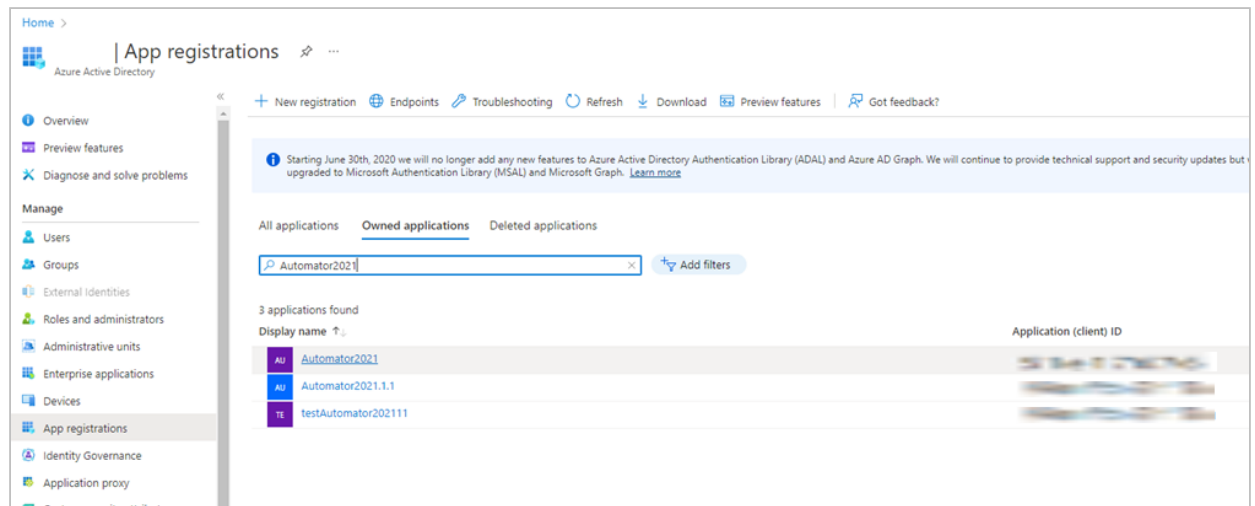 Home >
| App registrations ...
Azure Active Directory
«
Overview
Preview features
Diagnose and solve problems
Manage
Users
Groups
External Identities
Roles and administrators
Administrative units
Enterprise applications
Devices
App registrations
Identity Governance
Application proxy
+ New registration Endpoints Troubleshooting Refresh Download Preview features Got feedback?
Starting June 30th, 2020 we will no longer add any new features to Azure Active Directory Authentication Library (ADAL) and Azure AD Graph. We will continue to provide technical support and security updates but
upgraded to Microsoft Authentication Library (MSAL) and Microsoft Graph. Learn more
All applications Owned applications Deleted applications
Automator2021 ×
Add filters
3 applications found
Display name ↑↓ Application (client) ID
AU Automator2021
AU Automator2021.1.1
TE testAutomator202111